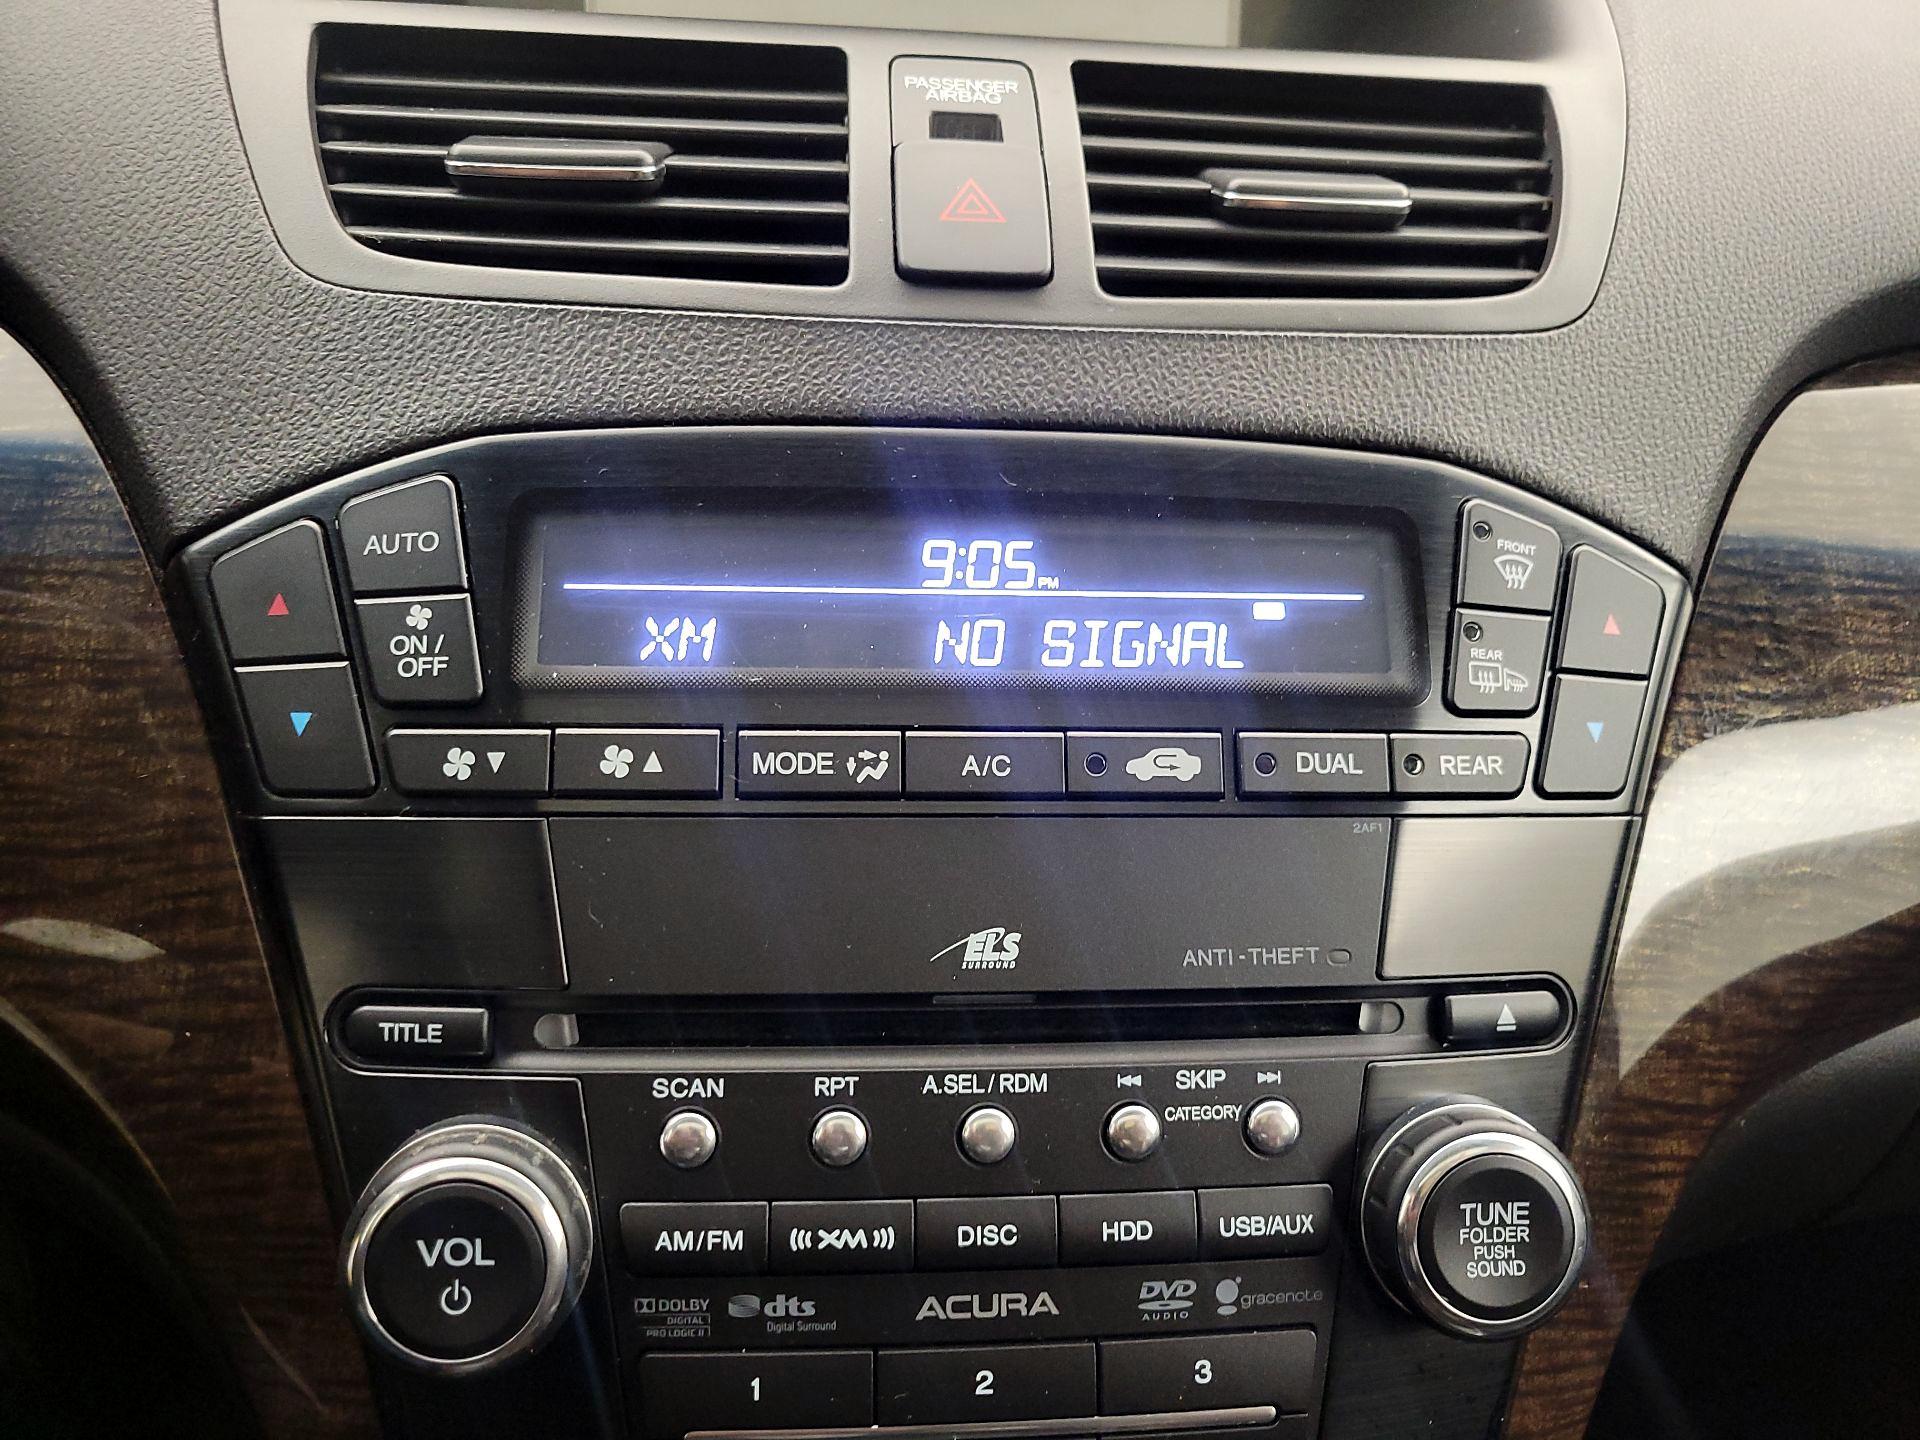 PASSENGER
AIRBAG
9:05 PM
XM NO SIGNAL
AUTO
ON /
OFF
FRONT
REAR
MODE
A/C
DUAL
REAR
2AF1
ELS
SURROUND
ANTI-THEFT
TITLE
SCAN
RPT
A.SEL/RDM
SKIP
CATEGORY
VOL
AM/FM
((( XM )))
DISC
HDD
USB/AUX
TUNE
FOLDER
PUSH
SOUND
DOLBY
DIGITAL
PRO LOGIC II
dts
Digital Surround
ACURA
DVD
AUDIO
gracenote
1
2
3